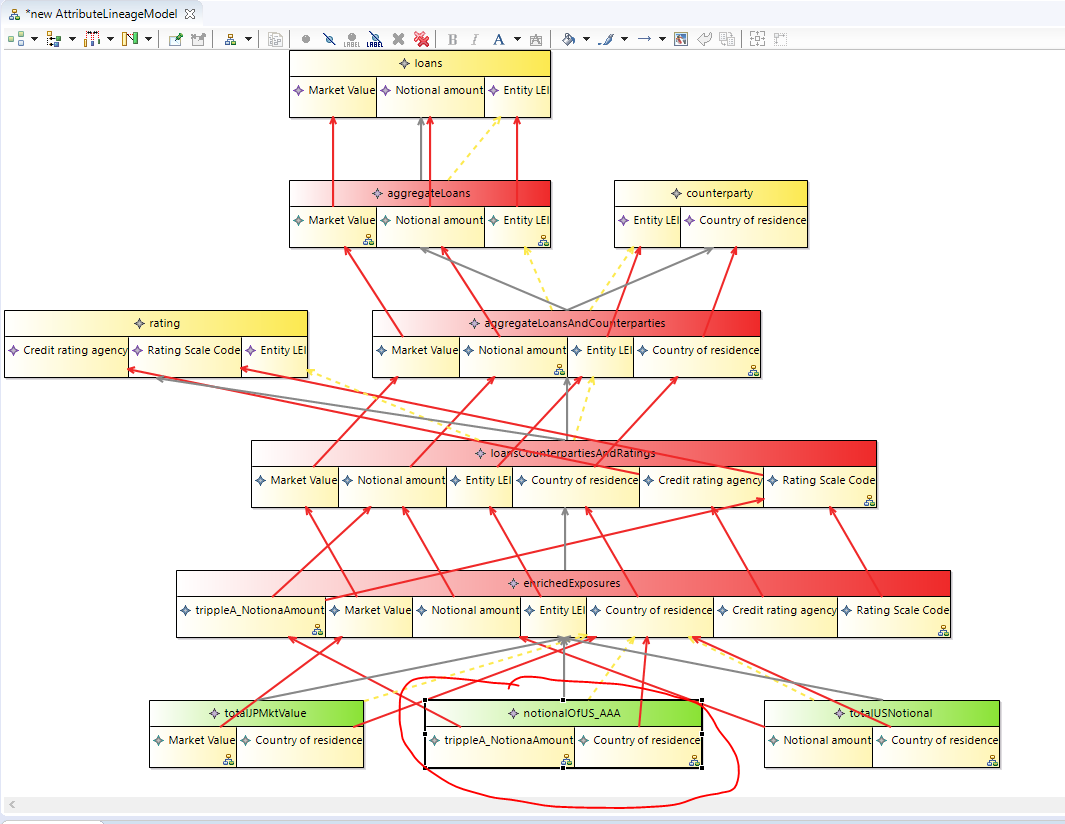 *new AttributeLineageModel
LABEL LABEL B I A A
loans
Market Value Notional amount Entity LEI
aggregateLoans
Market Value Notional amount Entity LEI
counterparty
Entity LEI Country of residence
rating
Credit rating agency Rating Scale Code Entity LEI
aggregateLoansAndCounterparties
Market Value Notional amount Entity LEI Country of residence
loansCounterpartiesAndRatings
Market Value Notional amount Entity LEI Country of residence Credit rating agency Rating Scale Code
enrichedExposures
trippleA_NotionaAmount Market Value Notional amount Entity LEI Country of residence Credit rating agency Rating Scale Code
totalJPMktValue
Market Value Country of residence
notionalOfUS_AAA
trippleA_NotionaAmount Country of residence
totalUSNotional
Notional amount Country of residence